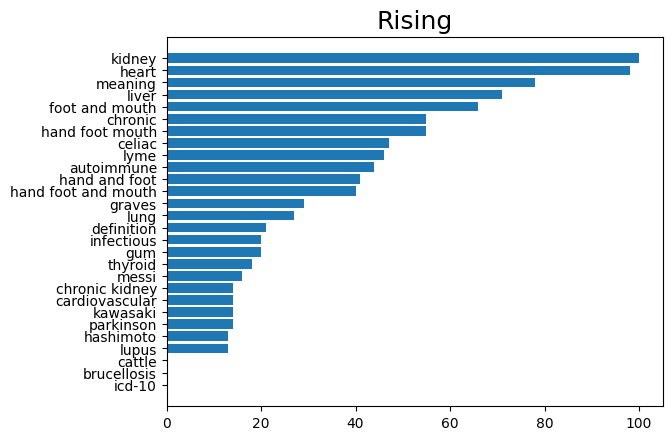 Rising
kidney
heart
meaning
liver
foot and mouth
chronic
hand foot mouth
celiac
lyme
autoimmune
hand and foot
hand foot and mouth
graves
lung
definition
infectious
gum
thyroid
messi
chronic kidney
cardiovascular
kawasaki
parkinson
hashimoto
lupus
cattle
brucellosis
icd-10
0 20 40 60 80 100